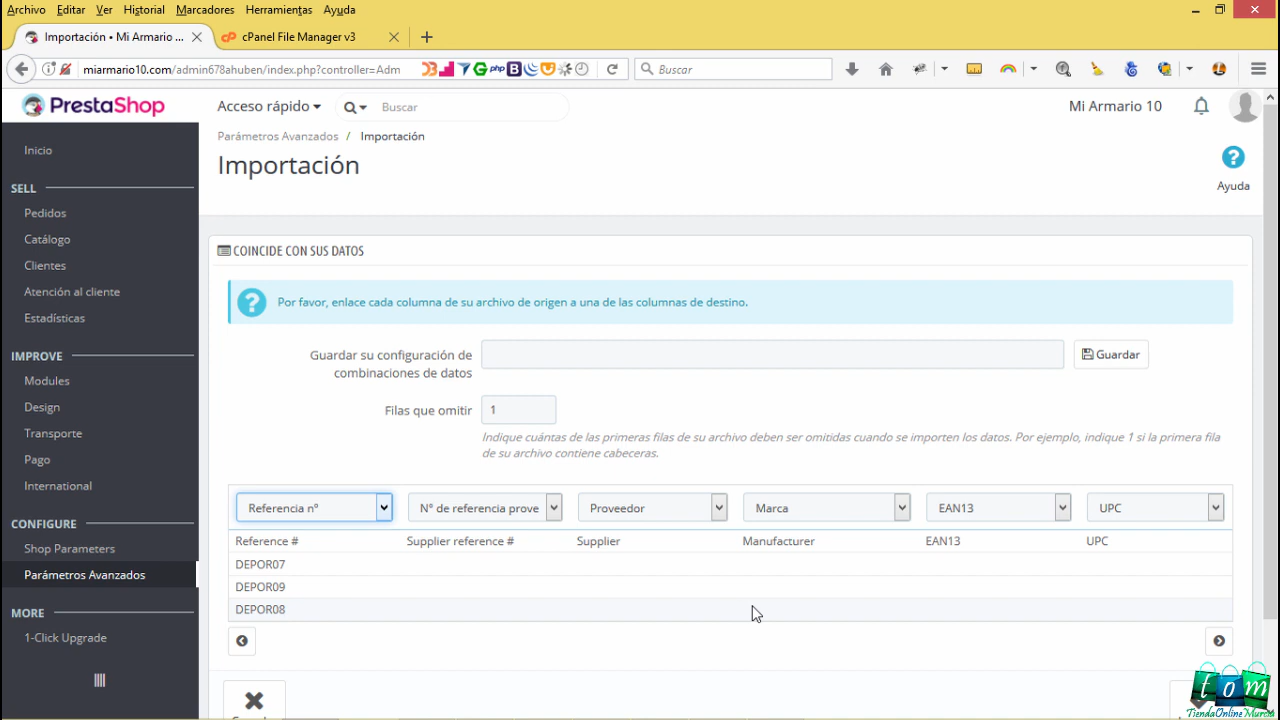 Archivo Editar Ver Historial Marcadores Herramientas Ayuda
Importación • Mi Armario ...
cPanel File Manager v3
miarmario10.com/admin678ahuben/index.php?controller=Adm
php
Buscar
PrestaShop
Acceso rápido
Buscar
Mi Armario 10
Parámetros Avanzados / Importación
Importación
Ayuda
Inicio
SELL
Pedidos
Catálogo
Clientes
Atención al cliente
Estadísticas
IMPROVE
Modules
Design
Transporte
Pago
International
CONFIGURE
Shop Parameters
Parámetros Avanzados
MORE
1-Click Upgrade
COINCIDE CON SUS DATOS
Por favor, enlace cada columna de su archivo de origen a una de las columnas de destino.
Guardar su configuración de
combinaciones de datos
Guardar
Filas que omitir
1
Indique cuántas de las primeras filas de su archivo deben ser omitidas cuando se importen los datos. Por ejemplo, indique 1 si la primera fila
de su archivo contiene cabeceras.
Referencia nº
Nº de referencia prove
Proveedor
Marca
EAN13
UPC
Reference # Supplier reference # Supplier Manufacturer EAN13 UPC
DEPOR07
DEPOR09
DEPOR08
tom
TiendaOnlineMurcia